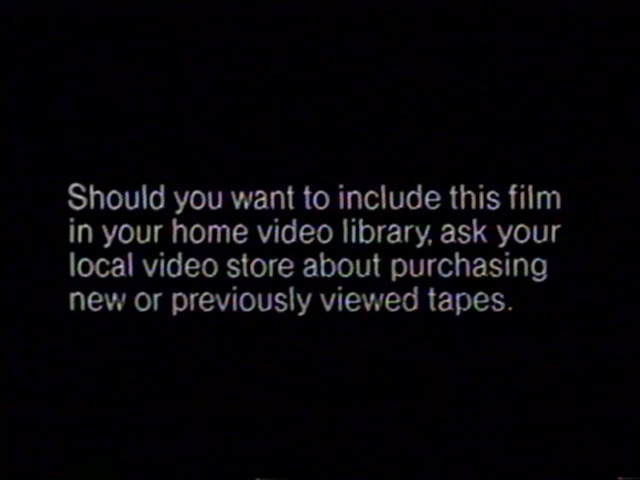 Should you want to include this film
in your home video library, ask your
local video store about purchasing
new or previously viewed tapes.